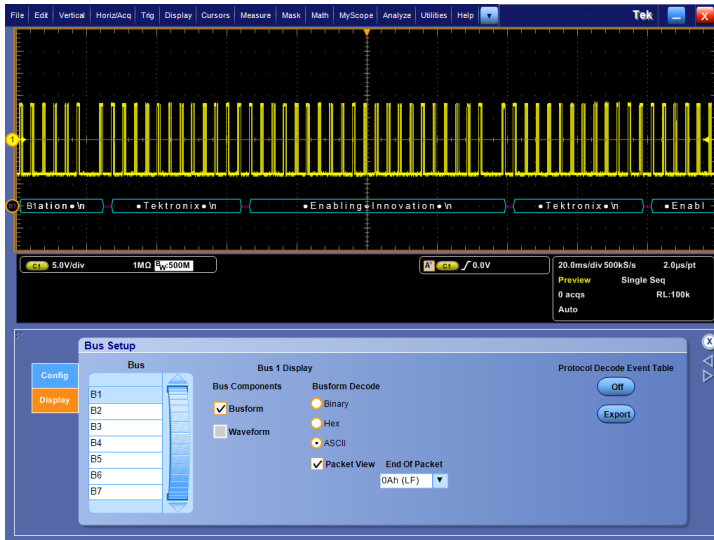 File Edit Vertical Horiz/Acq Trig Display Cursors Measure Mask Math MyScope Analyze Utilities Help Tek X
1
B1 B1ation●\n ●Tektronix●\n ●Enabling●Innovation●\n ●Tektronix●\n ●Enabl
C1 5.0V/div 1MΩ BW:500M A' C1 0.0V 20.0ms/div 500kS/s 2.0µs/pt
Preview Single Seq
0 acqs RL:100k
Auto
Bus Setup X
Config
Display
Bus
B1
B2
B3
B4
B5
B6
B7
Bus 1 Display
Bus Components
Busform
Waveform
Busform Decode
Binary
Hex
ASCII
Packet View End Of Packet
0Ah (LF)
Protocol Decode Event Table
Off
Export